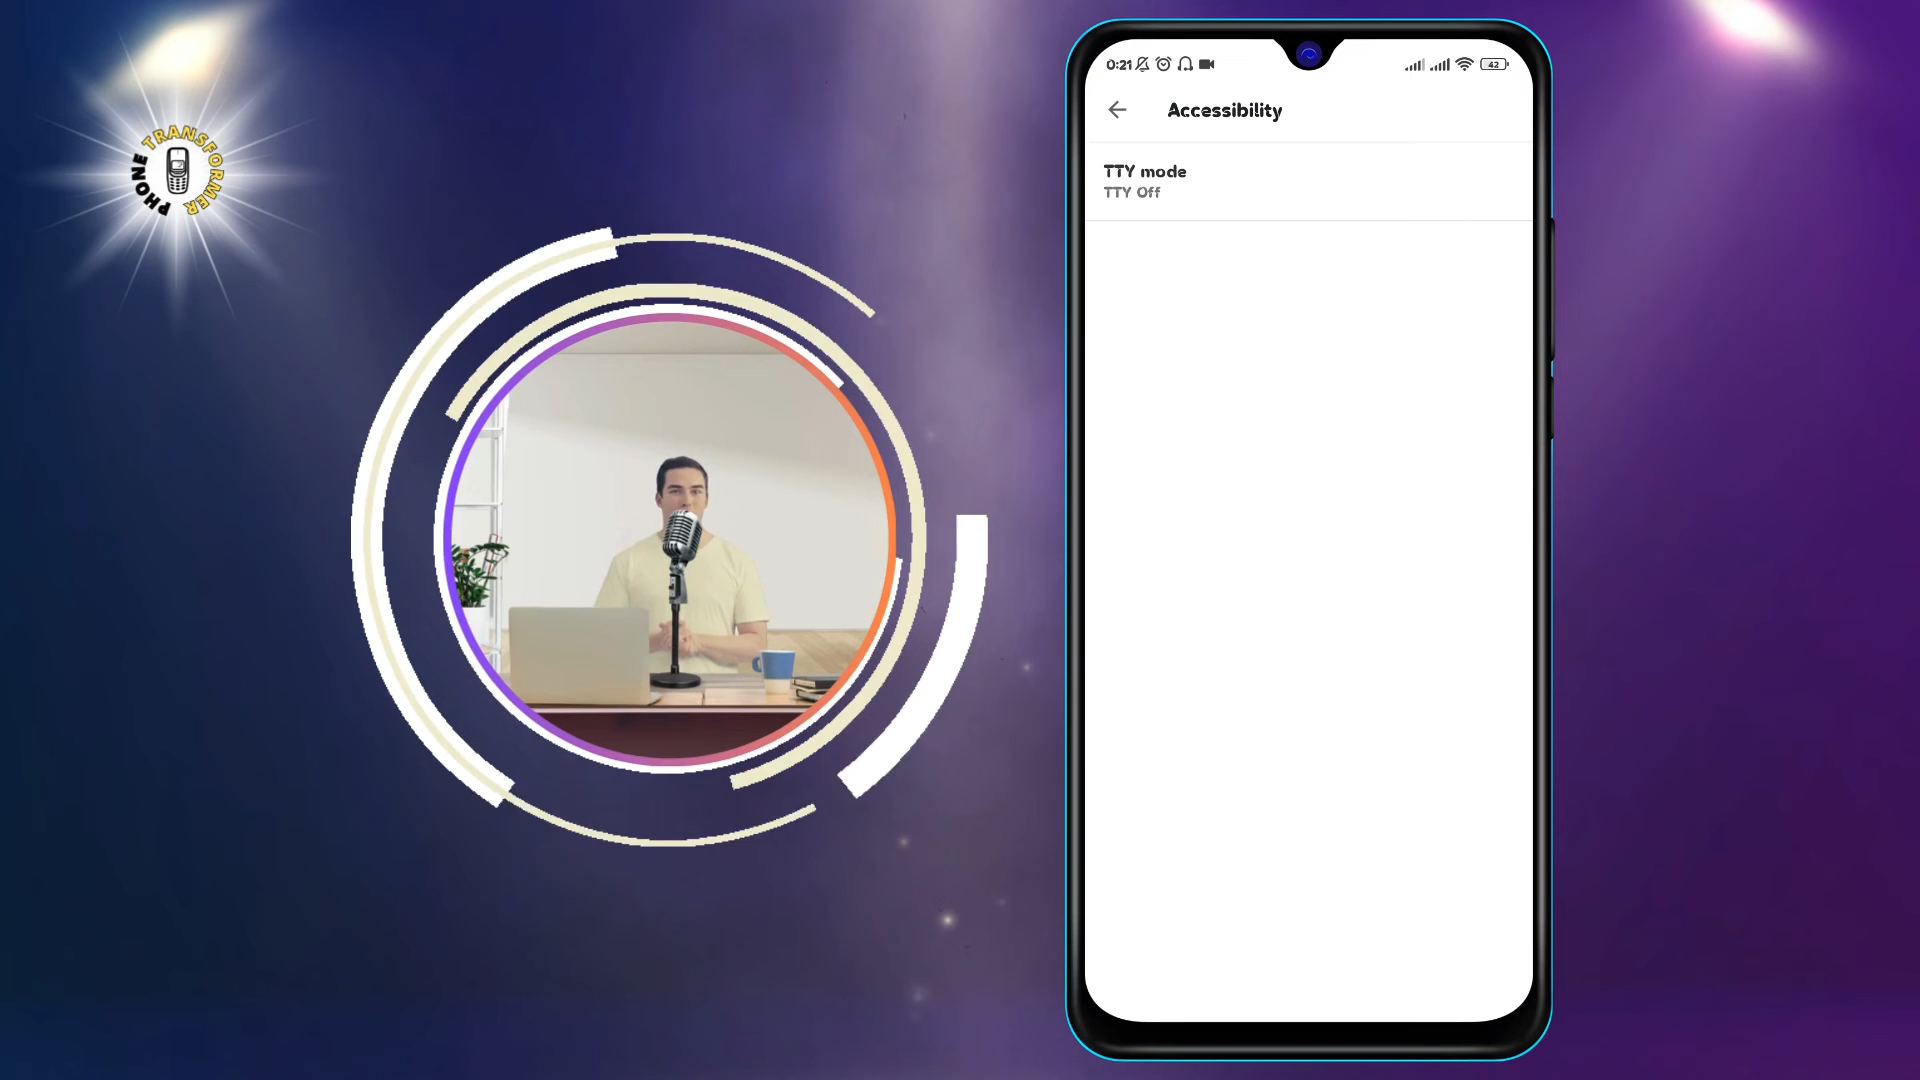 PHONE TRANSFORMER
0:21
42
Accessibility
TTY mode
TTY Off